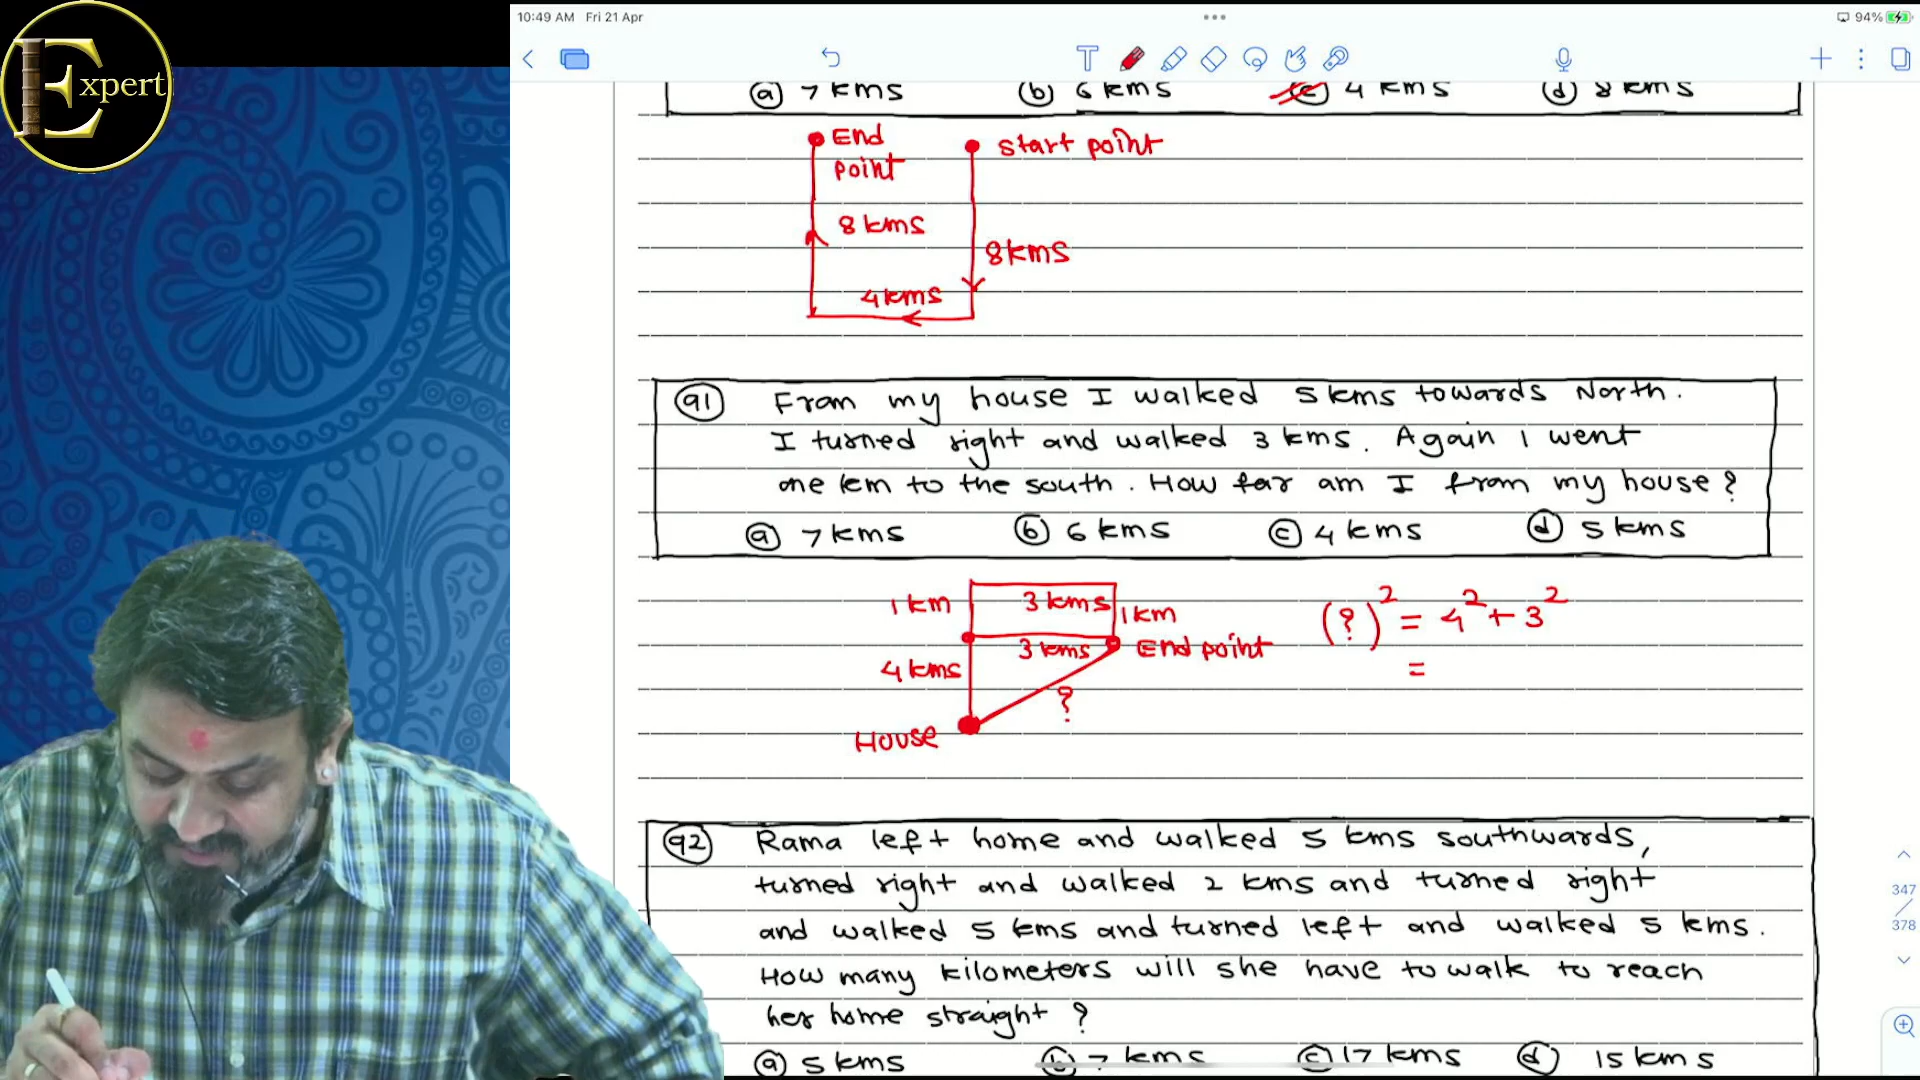 Expert
10:49 AM Fri 21 Apr
94%
(a) 7 kms (b) 6 kms (c) 4 kms (d) 8 kms
End point
start point
8 kms
8 kms
4 kms
(91) From my house I walked 5 kms towards North.
I turned right and walked 3 kms. Again I went
one km to the south. How far am I from my house?
(a) 7 kms (b) 6 kms (c) 4 kms (d) 5 kms
1 km 3 kms 1 km
(?)² = 4² + 3²
3 kms End point
4 kms
=
?
House
(92) Rama left home and walked 5 kms southwards,
turned right and walked 2 kms and turned right
and walked 5 kms and turned left and walked 5 kms.
How many kilometers will she have to walk to reach
her home straight ?
(a) 5 kms (b) 7 kms (c) 17 kms (d) 15 kms
347
378